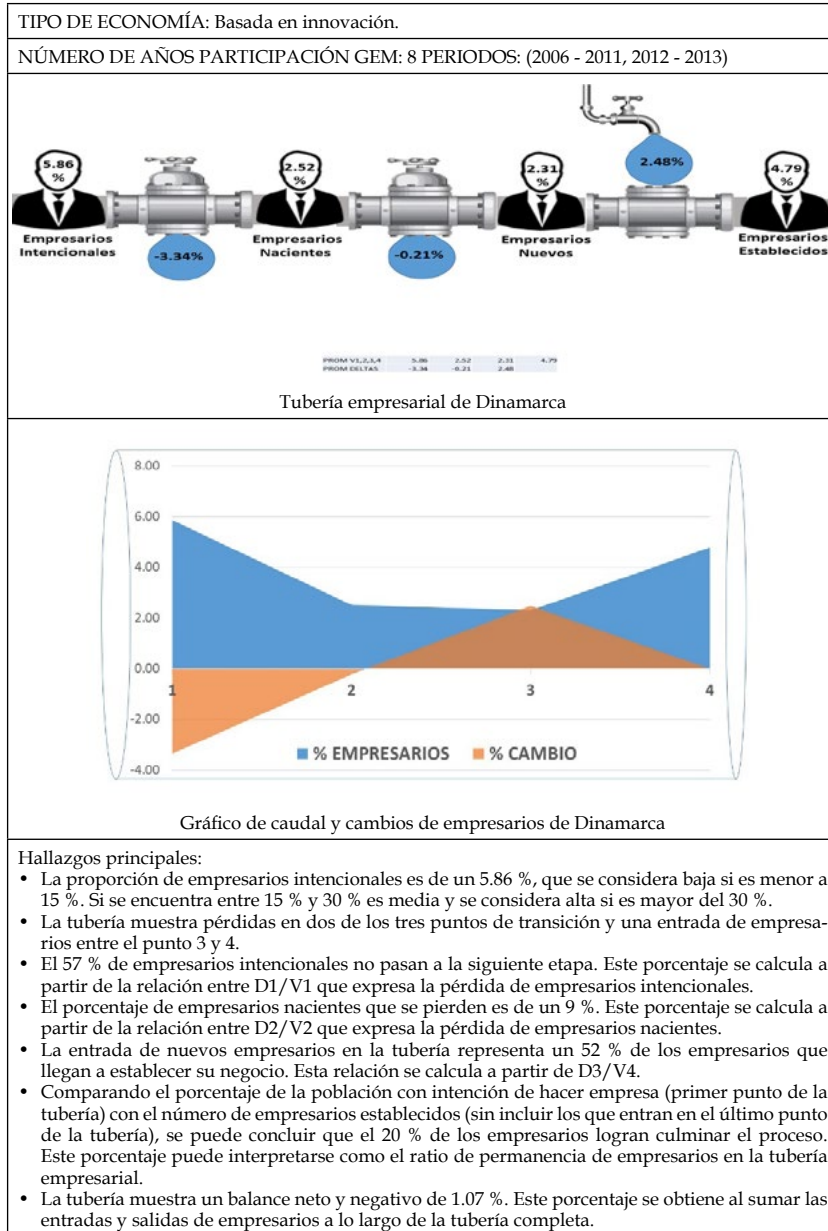 TIPO DE ECONOMÍA: Basada en innovación.
NÚMERO DE AÑOS PARTICIPACIÓN GEM: 8 PERIODOS: (2006 - 2011, 2012 - 2013)
5.86
%
2.52
%
2.31
%
2.48%
4.79
%
Empresarios
Intencionales
-3.34%
Empresarios
Nacientes
-0.21%
Empresarios
Nuevos
Empresarios
Establecidos
PROM V1,2,3,4 5.86 2.52 2.31 4.79
PROM DELTAS -3.34 -0.21 2.48
Tubería empresarial de Dinamarca
8.00
6.00
4.00
2.00
0.00
1 2 3 4
-2.00
% EMPRESARIOS % CAMBIO
-4.00
Gráfico de caudal y cambios de empresarios de Dinamarca
Hallazgos principales:
• La proporción de empresarios intencionales es de un 5.86 %, que se considera baja si es menor a
15 %. Si se encuentra entre 15 % y 30 % es media y se considera alta si es mayor del 30 %.
• La tubería muestra pérdidas en dos de los tres puntos de transición y una entrada de empresa-
rios entre el punto 3 y 4.
• El 57 % de empresarios intencionales no pasan a la siguiente etapa. Este porcentaje se calcula a
partir de la relación entre D1/V1 que expresa la pérdida de empresarios intencionales.
• El porcentaje de empresarios nacientes que se pierden es de un 9 %. Este porcentaje se calcula a
partir de la relación entre D2/V2 que expresa la pérdida de empresarios nacientes.
• La entrada de nuevos empresarios en la tubería representa un 52 % de los empresarios que
llegan a establecer su negocio. Esta relación se calcula a partir de D3/V4.
• Comparando el porcentaje de la población con intención de hacer empresa (primer punto de la
tubería) con el número de empresarios establecidos (sin incluir los que entran en el último punto
de la tubería), se puede concluir que el 20 % de los empresarios logran culminar el proceso.
Este porcentaje puede interpretarse como el ratio de permanencia de empresarios en la tubería
empresarial.
• La tubería muestra un balance neto y negativo de 1.07 %. Este porcentaje se obtiene al sumar las
entradas y salidas de empresarios a lo largo de la tubería completa.